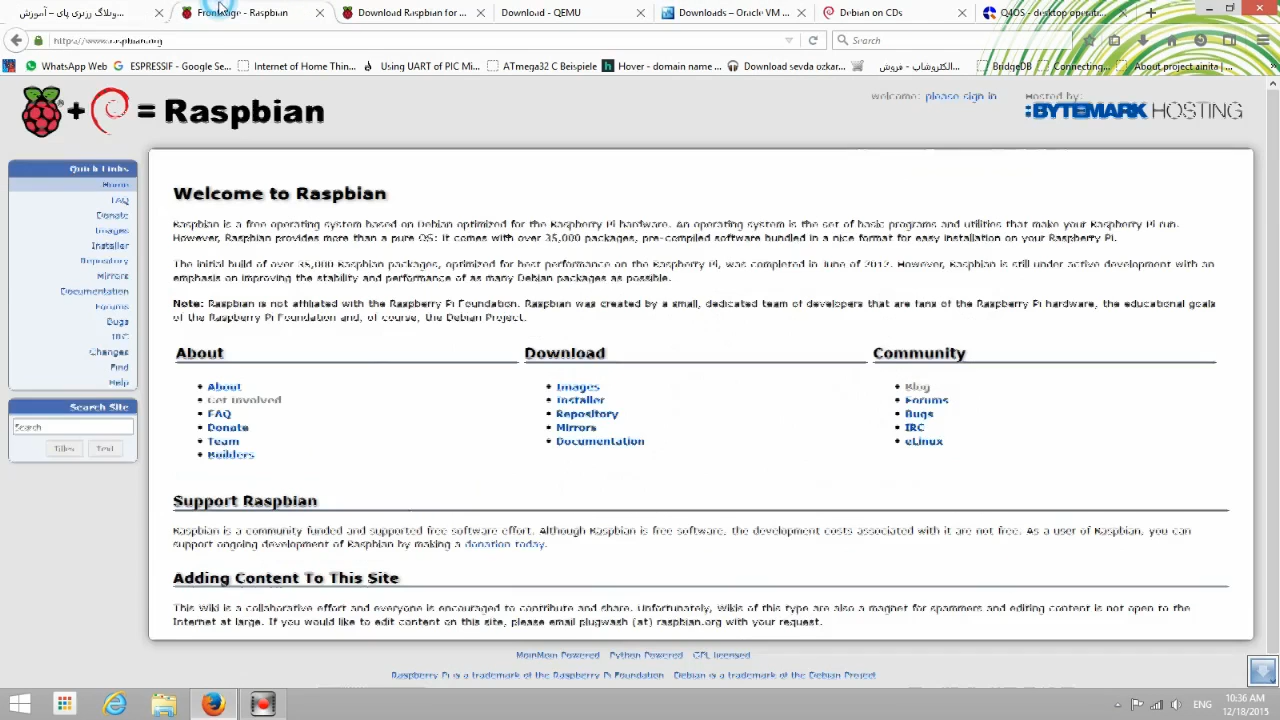 وبلاگ رزبری پای - آموزش...
FrontPage - Raspbian
Download Raspbian for ...
Download - QEMU
Downloads – Oracle VM ...
Debian on CDs
Q4OS - desktop operati...
https://www.raspbian.org
Search
WhatsApp Web
ESPRESSIF - Google Se...
Internet of Home Thin...
Using UART of PIC Mi...
ATmega32 C Beispiele
Hover - domain name ...
Download sevda ozkar...
الکتروشاپ - فروش...
BridgeDB
Connecting...
About project ainita | ...
+ = Raspbian
welcome: please sign in
Hosted by:
:BYTEMARK HOSTING
Quick Links
Home
FAQ
Donate
Images
Installer
Repository
Mirrors
Documentation
Forums
Bugs
IRC
Changes
Find
Help
Search Site
Search
Titles Text
Welcome to Raspbian
Raspbian is a free operating system based on Debian optimized for the Raspberry Pi hardware. An operating system is the set of basic programs and utilities that make your Raspberry Pi run.
However, Raspbian provides more than a pure OS: it comes with over 35,000 packages, pre-compiled software bundled in a nice format for easy installation on your Raspberry Pi.
The initial build of over 35,000 Raspbian packages, optimized for best performance on the Raspberry Pi, was completed in June of 2012. However, Raspbian is still under active development with an
emphasis on improving the stability and performance of as many Debian packages as possible.
Note: Raspbian is not affiliated with the Raspberry Pi Foundation. Raspbian was created by a small, dedicated team of developers that are fans of the Raspberry Pi hardware, the educational goals
of the Raspberry Pi Foundation and, of course, the Debian Project.
About
About
Get Involved
FAQ
Donate
Team
Builders
Download
Images
Installer
Repository
Mirrors
Documentation
Community
Blog
Forums
Bugs
IRC
eLinux
Support Raspbian
Raspbian is a community funded and supported free software effort. Although Raspbian is free software, the development costs associated with it are not free. As a user of Raspbian, you can
support ongoing development of Raspbian by making a donation today.
Adding Content To This Site
This Wiki is a collaborative effort and everyone is encouraged to contribute and share. Unfortunately, Wikis of this type are also a magnet for spammers and editing content is not open to the
Internet at large. If you would like to edit content on this site, please email plugwash (at) raspbian.org with your request.
MoinMoin Powered Python Powered GPL licensed
Raspberry Pi is a trademark of the Raspberry Pi Foundation Debian is a trademark of the Debian Project
ENG
10:36 AM
12/18/2015